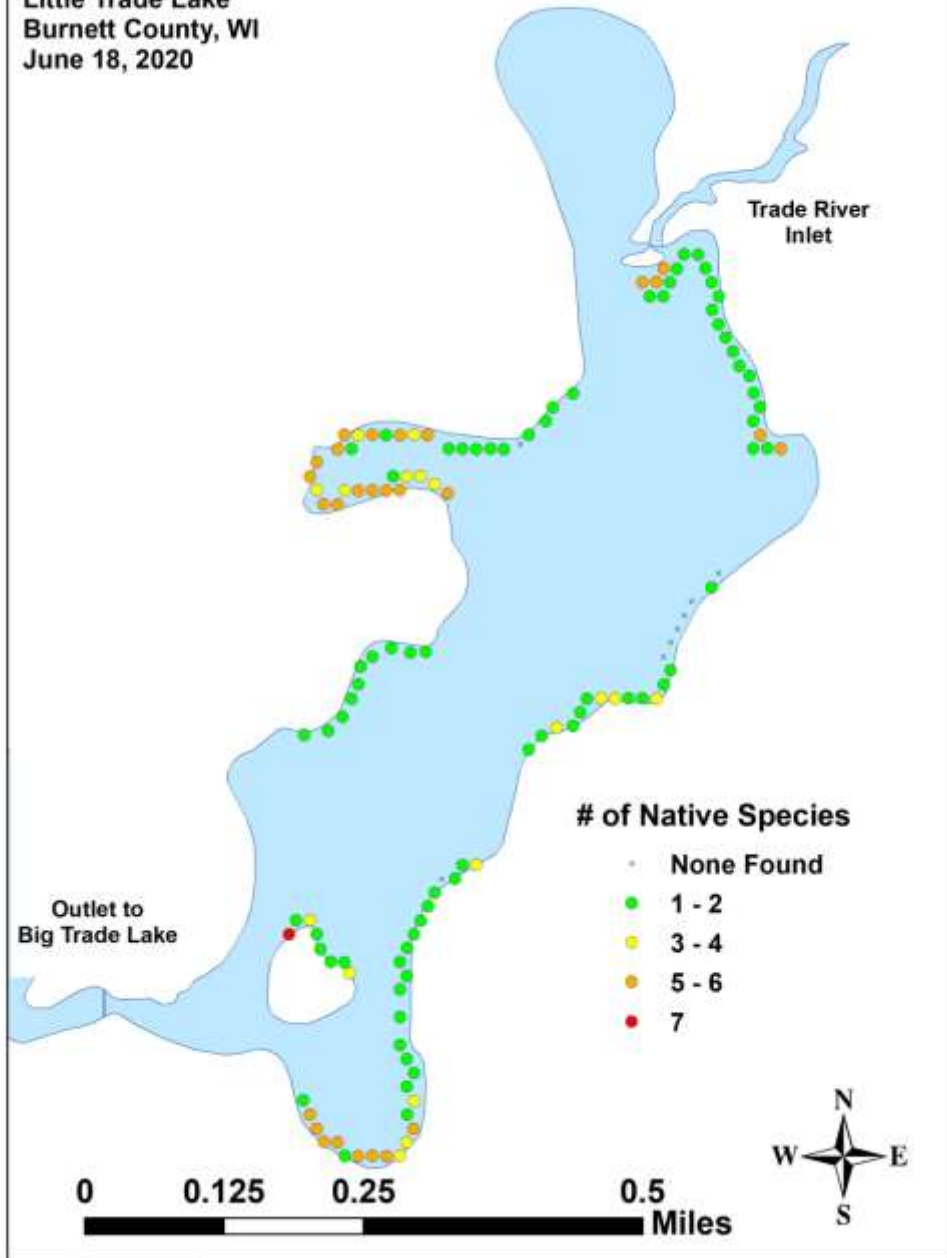 Little Trade Lake
Burnett County, WI
June 18, 2020
Trade River
Inlet
# of Native Species
None Found
1 - 2
3 - 4
5 - 6
7
Outlet to
Big Trade Lake
N
W
E
S
0
0.125
0.25
0.5
Miles